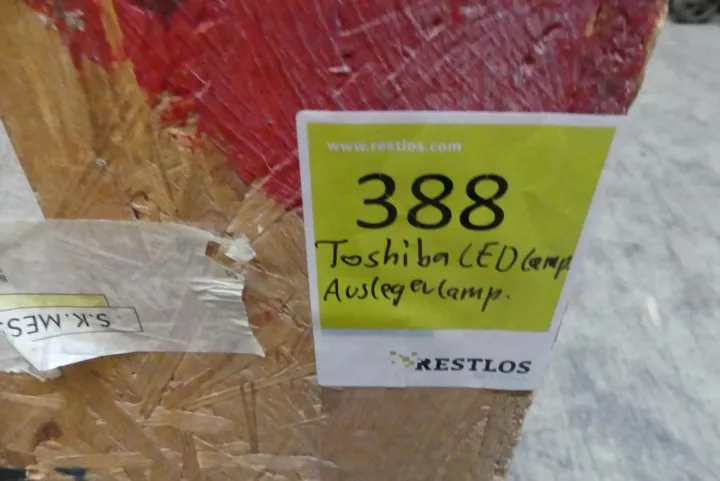 www.restlos.com
388
Toshiba LED lamp
Auslegerlamp.
RESTLOS
S.K.MES.